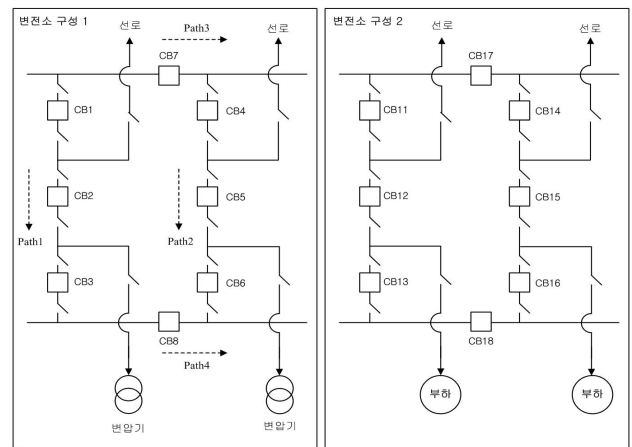 변전소 구성 1
선로
Path3
선로
CB7
CB1
CB4
CB2
CB5
Path1
Path2
CB3
CB6
CB8
Path4
변압기
변압기
변전소 구성 2
선로
선로
CB17
CB11
CB14
CB12
CB15
CB13
CB16
CB18
부하
부하